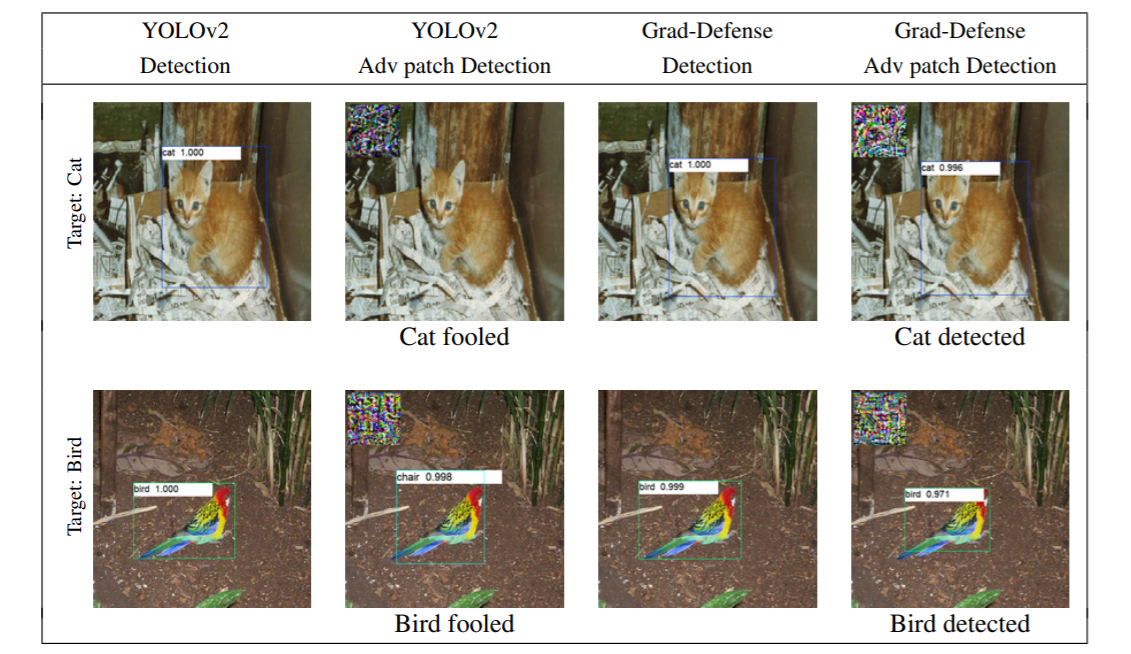 YOLOv2 YOLOv2 Grad-Defense Grad-Defense
Detection Adv patch Detection Detection Adv patch Detection
Target: Cat
cat 1.000
cat 1.000
cat 0.996
Cat fooled Cat detected
Target: Bird
bird 1.000
chair 0.998
bird 0.999
bird 0.971
Bird fooled Bird detected